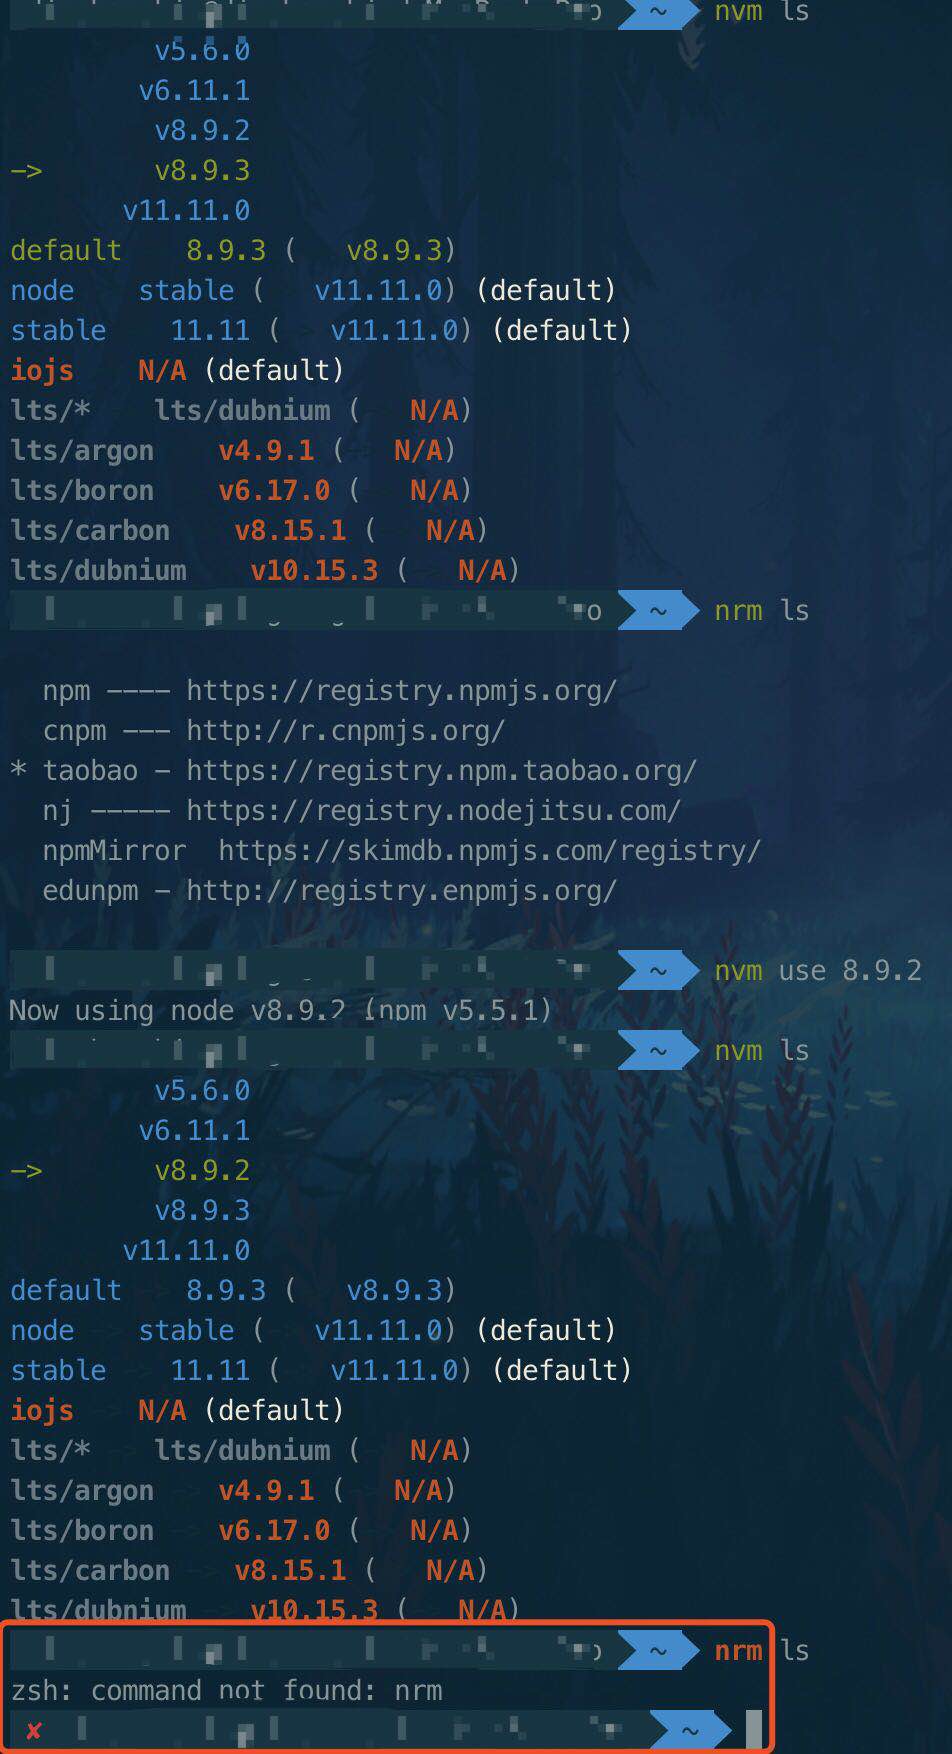 ~ nvm ls
v5.6.0
v6.11.1
v8.9.2
-> v8.9.3
v11.11.0
default 8.9.3 ( v8.9.3)
node stable ( v11.11.0) (default)
stable 11.11 ( v11.11.0) (default)
iojs N/A (default)
lts/* lts/dubnium ( N/A)
lts/argon v4.9.1 ( N/A)
lts/boron v6.17.0 ( N/A)
lts/carbon v8.15.1 ( N/A)
lts/dubnium v10.15.3 ( N/A)
~ nrm ls
npm ---- https://registry.npmjs.org/
cnpm --- http://r.cnpmjs.org/
* taobao - https://registry.npm.taobao.org/
nj ----- https://registry.nodejitsu.com/
npmMirror https://skimdb.npmjs.com/registry/
edunpm - http://registry.enpmjs.org/
~ nvm use 8.9.2
Now using node v8.9.2 (npm v5.5.1)
~ nvm ls
v5.6.0
v6.11.1
-> v8.9.2
v8.9.3
v11.11.0
default 8.9.3 ( v8.9.3)
node stable ( v11.11.0) (default)
stable 11.11 ( v11.11.0) (default)
iojs N/A (default)
lts/* lts/dubnium ( N/A)
lts/argon v4.9.1 ( N/A)
lts/boron v6.17.0 ( N/A)
lts/carbon v8.15.1 ( N/A)
lts/dubnium v10.15.3 ( N/A)
~ nrm ls
zsh: command not found: nrm
✘ ~